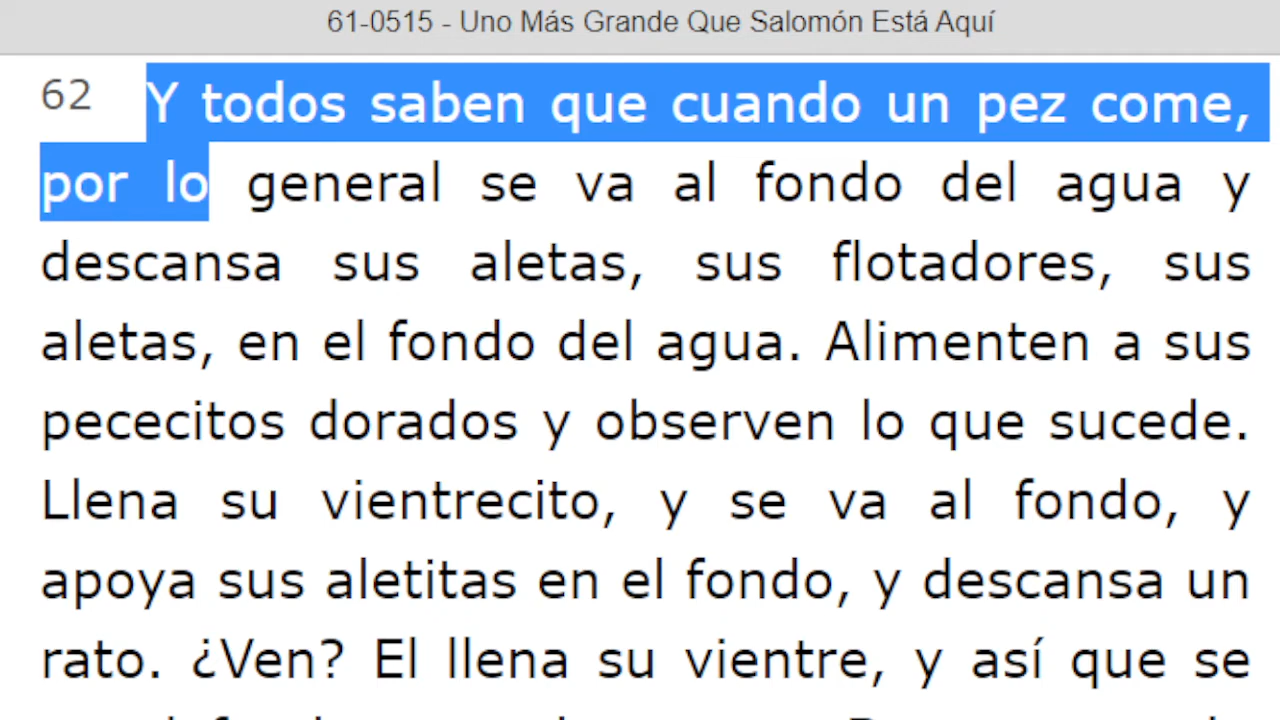 61-0515 - Uno Más Grande Que Salomón Está Aquí
62 Y todos saben que cuando un pez come,
por lo general se va al fondo del agua y
descansa sus aletas, sus flotadores, sus
aletas, en el fondo del agua. Alimenten a sus
pececitos dorados y observen lo que sucede.
Llena su vientrecito, y se va al fondo, y
apoya sus aletitas en el fondo, y descansa un
rato. ¿Ven? El llena su vientre, y así que se